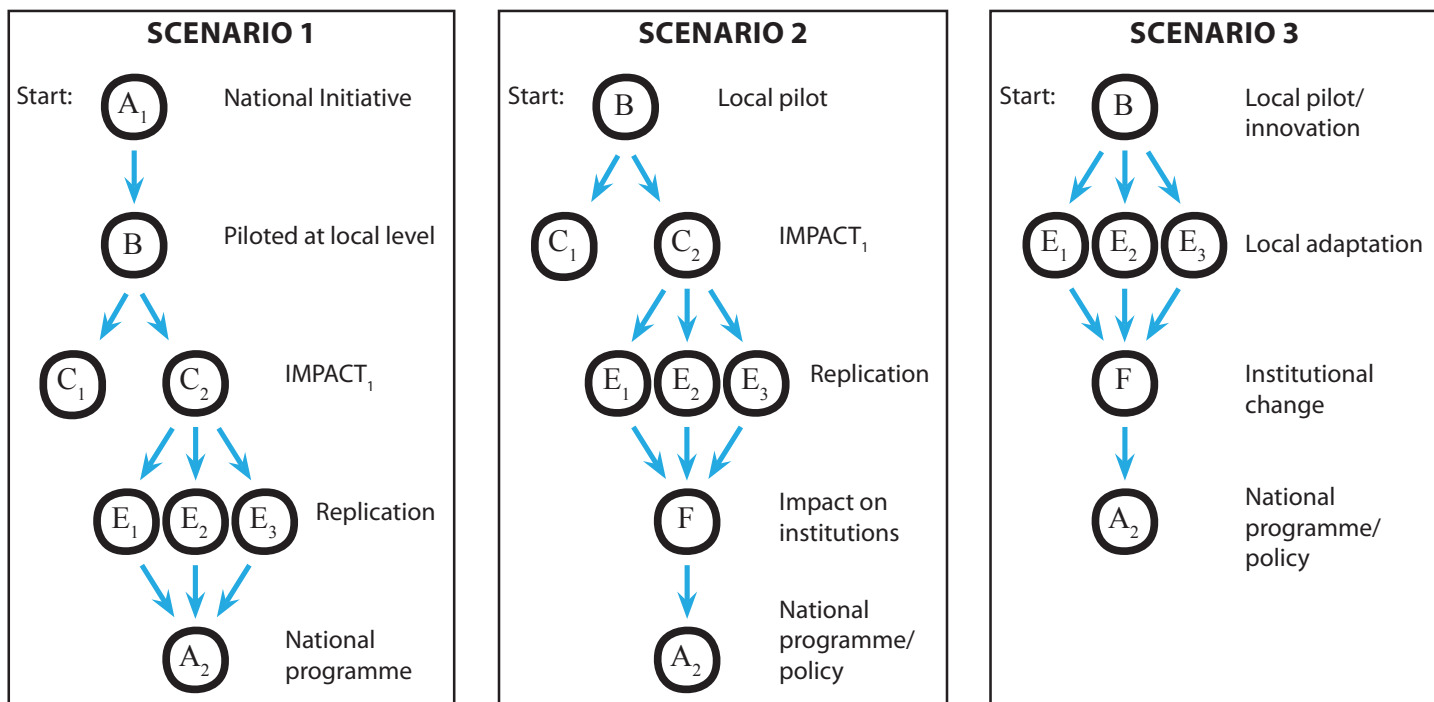 SCENARIO 1
Start:
A₁
National Initiative
B
Piloted at local level
C₁
C₂
IMPACT₁
E₁
E₂
E₃
Replication
A₂
National
programme
SCENARIO 2
Start:
B
Local pilot
C₁
C₂
IMPACT₁
E₁
E₂
E₃
Replication
F
Impact on
institutions
A₂
National
programme/
policy
SCENARIO 3
Start:
B
Local pilot/
innovation
E₁
E₂
E₃
Local adaptation
F
Institutional
change
A₂
National
programme/
policy